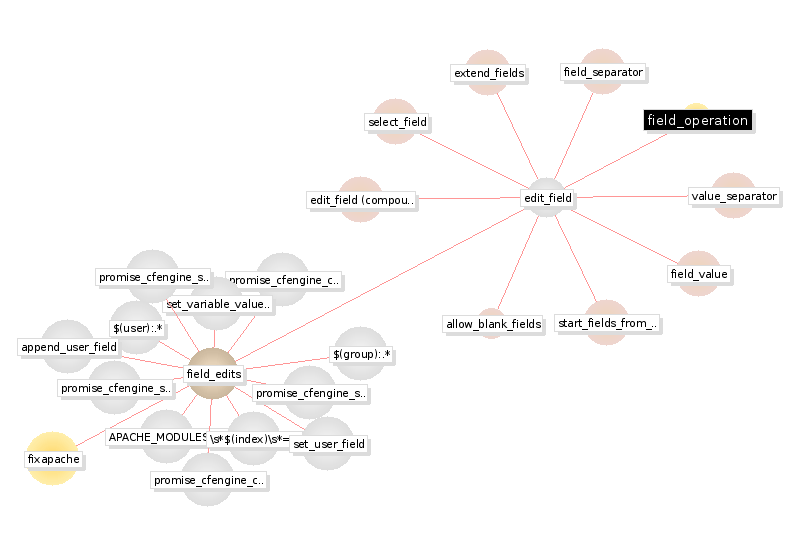 extend_fields
field_separator
field_operation
select_field
value_separator
edit_field
edit_field (compou..
field_value
promise_cfengine_s..
promise_cfengine_c..
set_variable_value..
allow_blank_fields
start_fields_from_..
$(user):.*
append_user_field
$(group):.*
field_edits
promise_cfengine_s..
promise_cfengine_s..
APACHE_MODULES
\s*$(index)\s*=
set_user_field
fixapache
promise_cfengine_c..